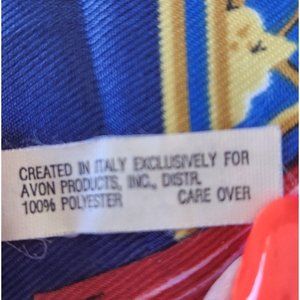 CREATED IN ITALY EXCLUSIVELY FOR
AVON PRODUCTS, INC., DISTR.
100% POLYESTER CARE OVER